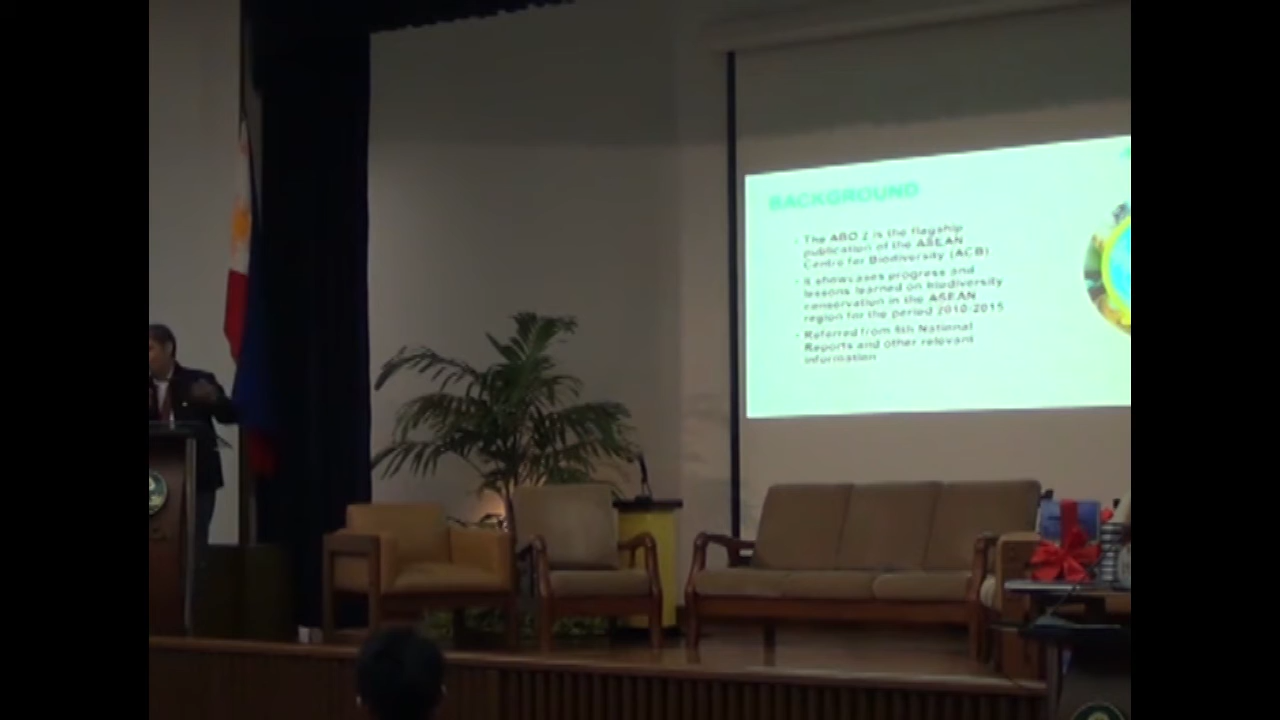 BACKGROUND
- The ABO 2 is the flagship
publication of the ASEAN
Centre for Biodiversity (ACB)
- It showcases progress and
lessons learned on biodiversity
conservation in the ASEAN
region for the period 2010-2015
- Referred from 5th National
Reports and other relevant
information